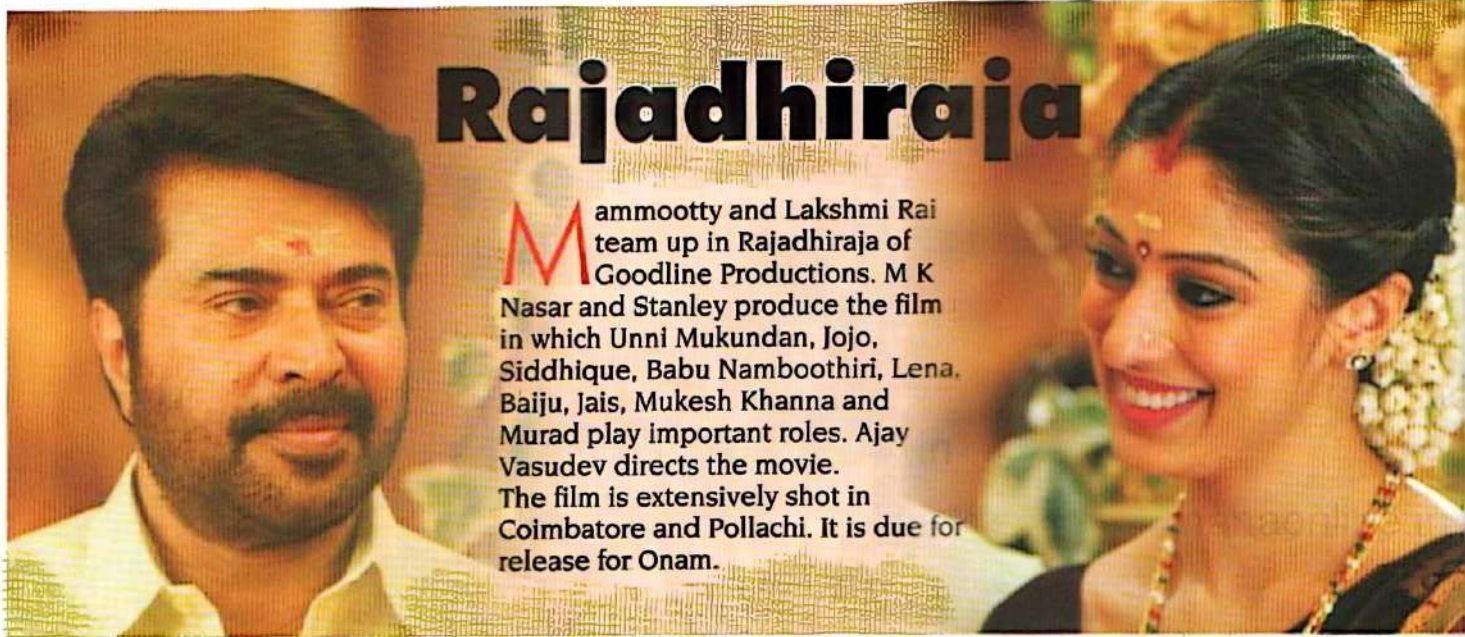 Rajadhiraja
Mammootty and Lakshmi Rai
team up in Rajadhiraja of
Goodline Productions. M K
Nasar and Stanley produce the film
in which Unni Mukundan, Jojo,
Siddhique, Babu Namboothiri, Lena,
Baiju, Jais, Mukesh Khanna and
Murad play important roles. Ajay
Vasudev directs the movie.
The film is extensively shot in
Coimbatore and Pollachi. It is due for
release for Onam.